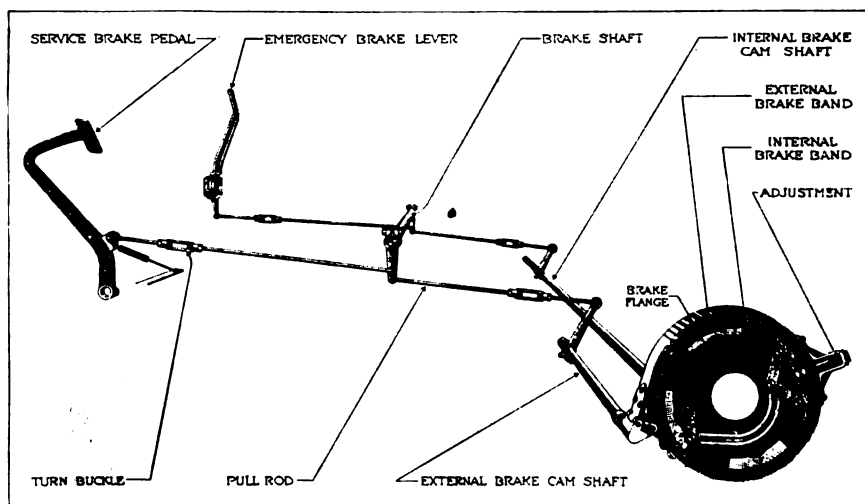 SERVICE BRAKE PEDAL
EMERGENCY BRAKE LEVER
BRAKE SHAFT
INTERNAL BRAKE
CAM SHAFT
EXTERNAL
BRAKE BAND
INTERNAL
BRAKE BAND
ADJUSTMENT
BRAKE
FLANGE
TURN BUCKLE
PULL ROD
EXTERNAL BRAKE CAM SHAFT